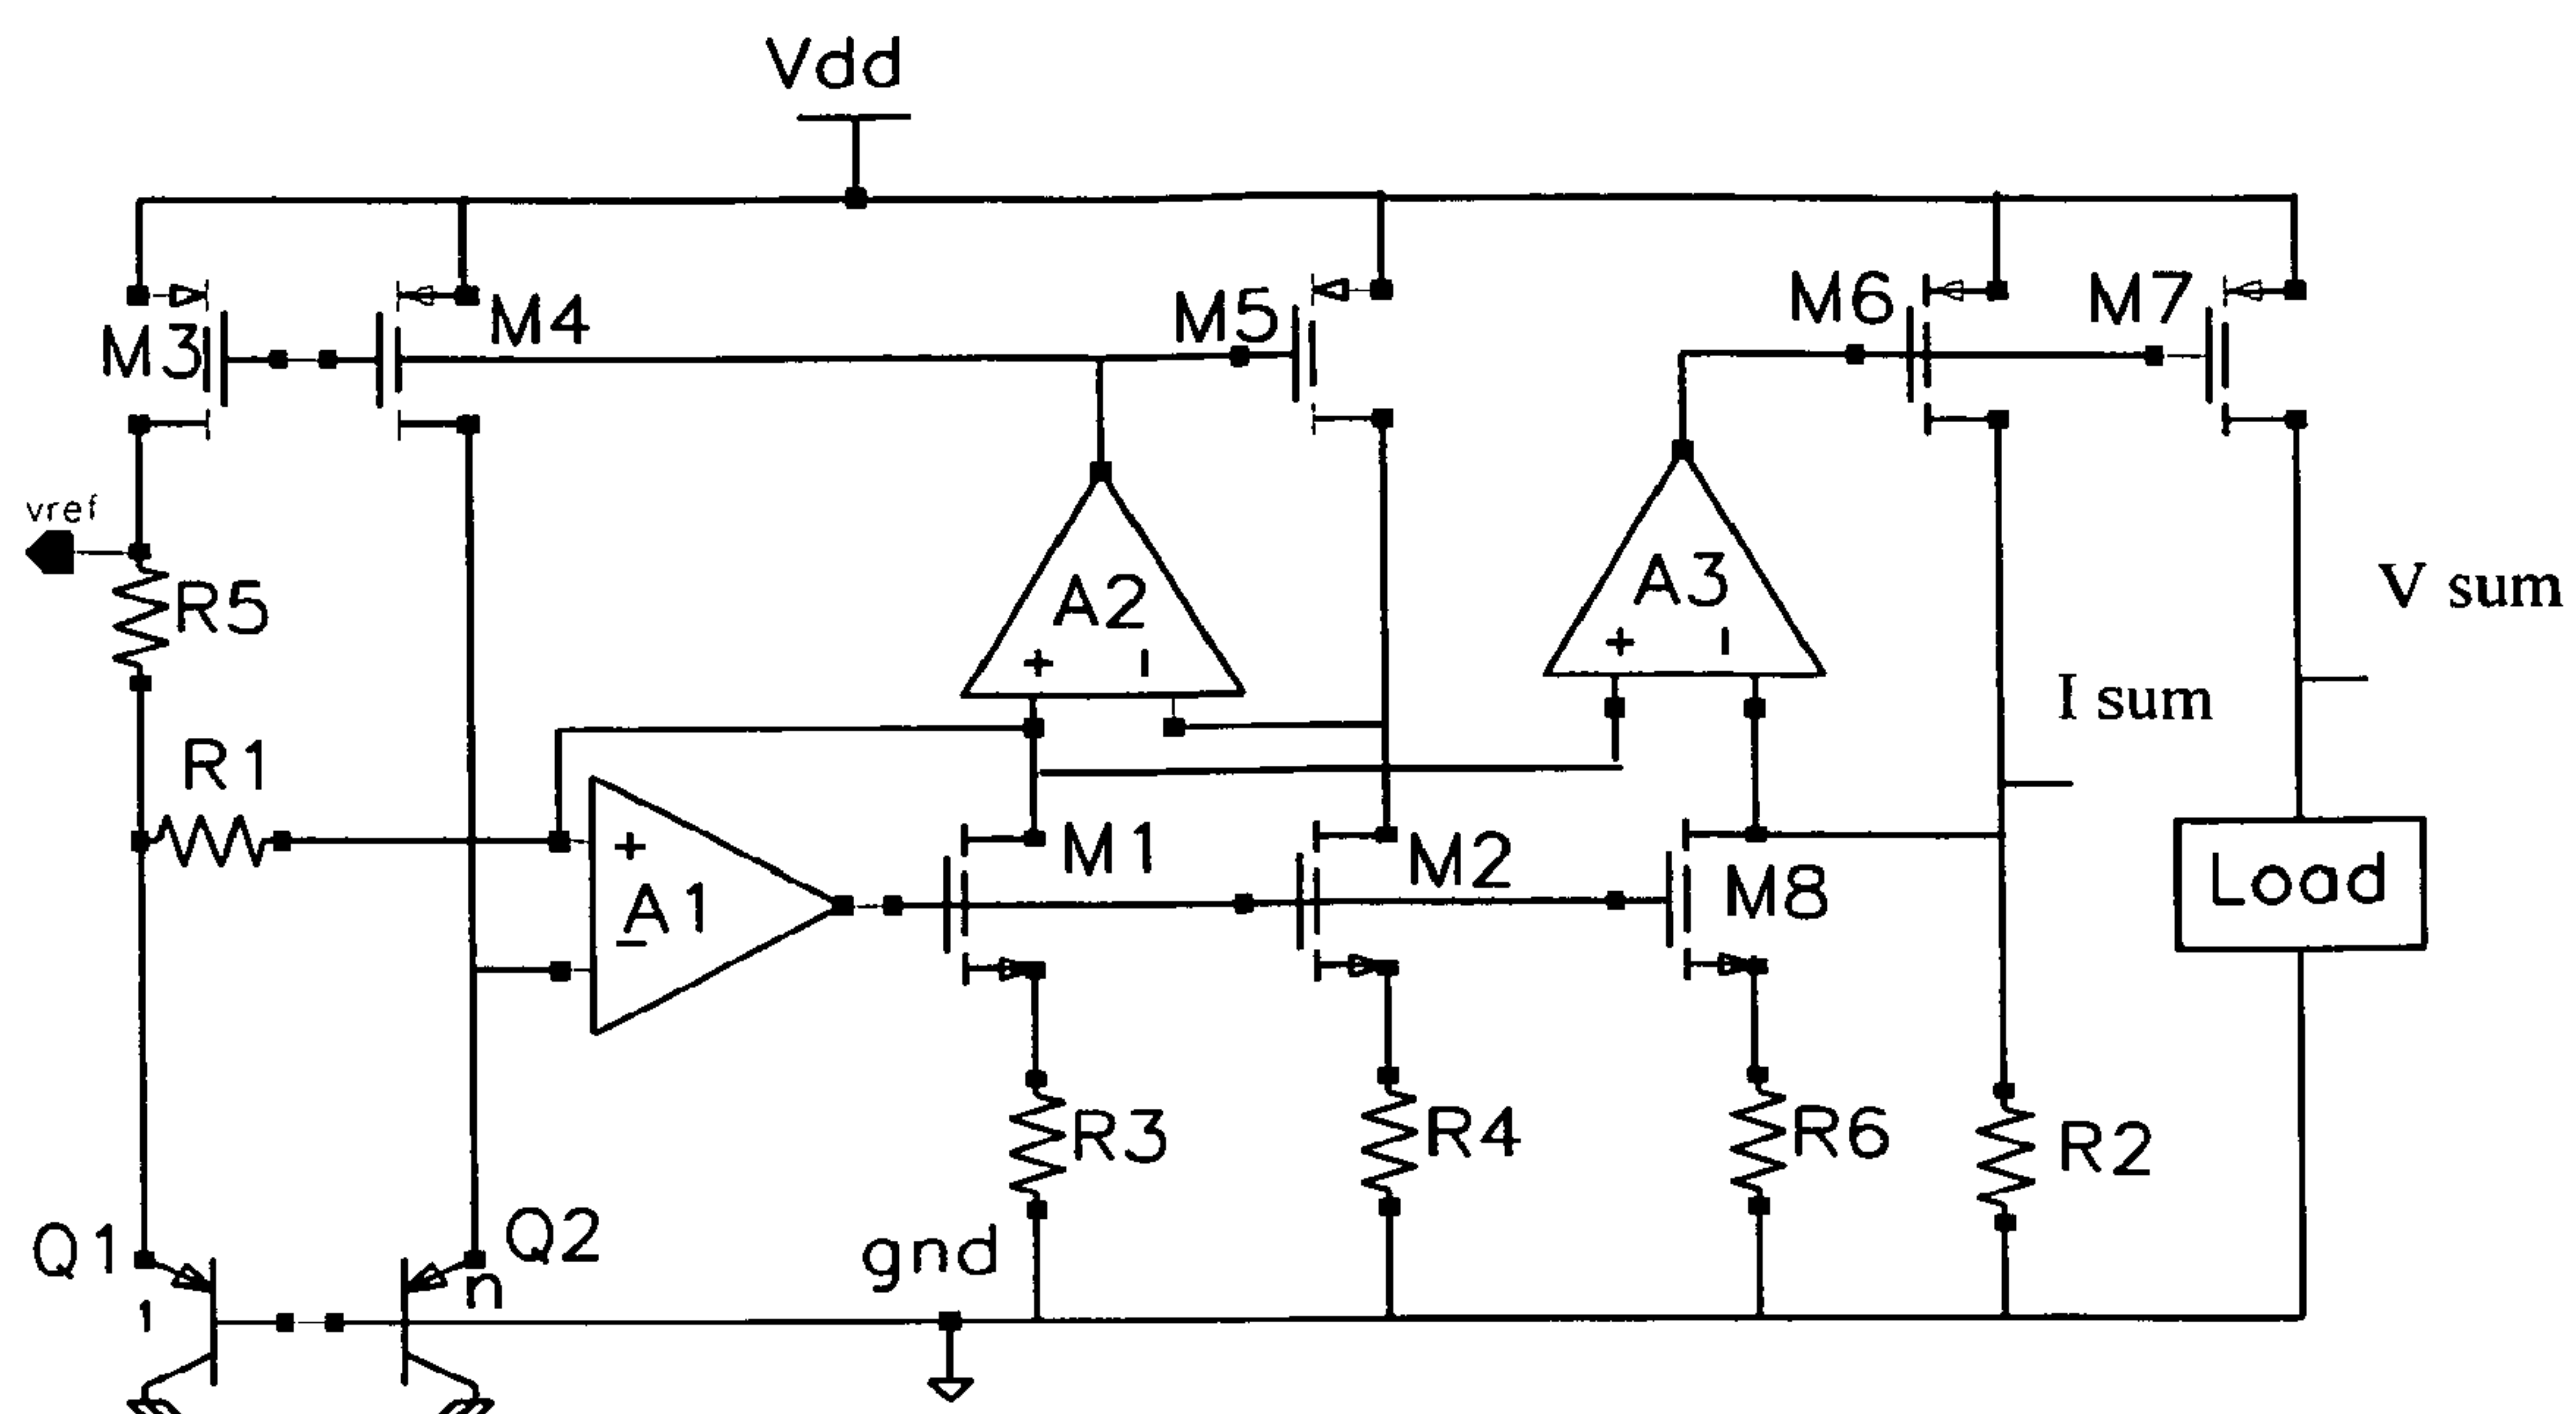 Vdd
M3
M4
M5
M6
M7
vref
R5
A2
+ -
A3
+ -
V sum
I sum
R1
+
A1
-
M1
M2
M8
Load
R3
R4
R6
R2
Q1
1
Q2
n
gnd